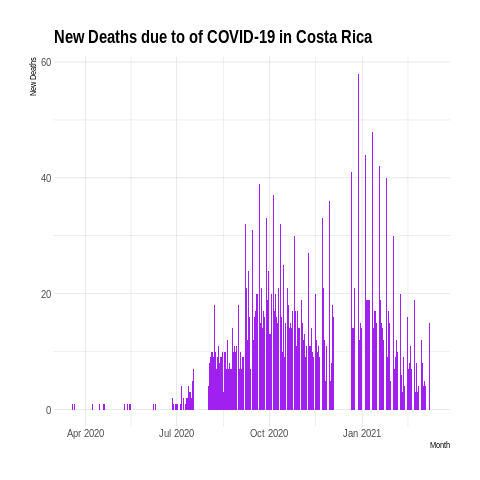 New Deaths due to of COVID-19 in Costa Rica
New Deaths
60
40
20
0
Apr 2020 Jul 2020 Oct 2020 Jan 2021
Month